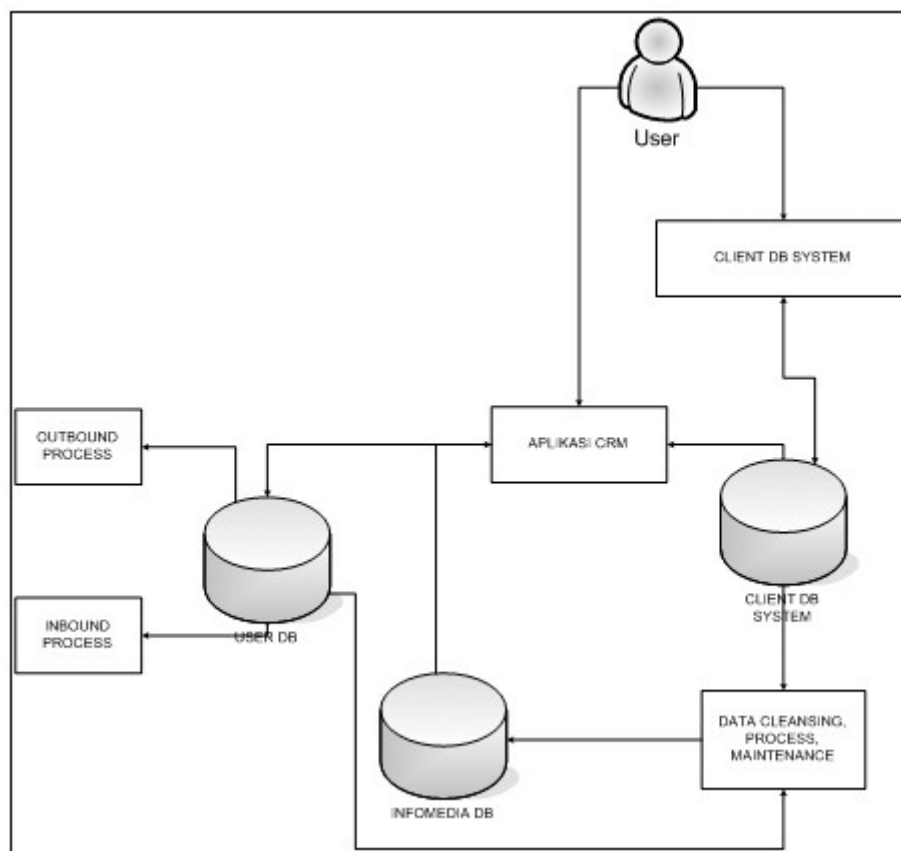 User
CLIENT DB SYSTEM
OUTBOUND
PROCESS
APLIKASI CRM
INBOUND
PROCESS
USER DB
CLIENT DB
SYSTEM
DATA CLEANSING,
PROCESS,
MAINTENANCE
INFOMEDIA DB